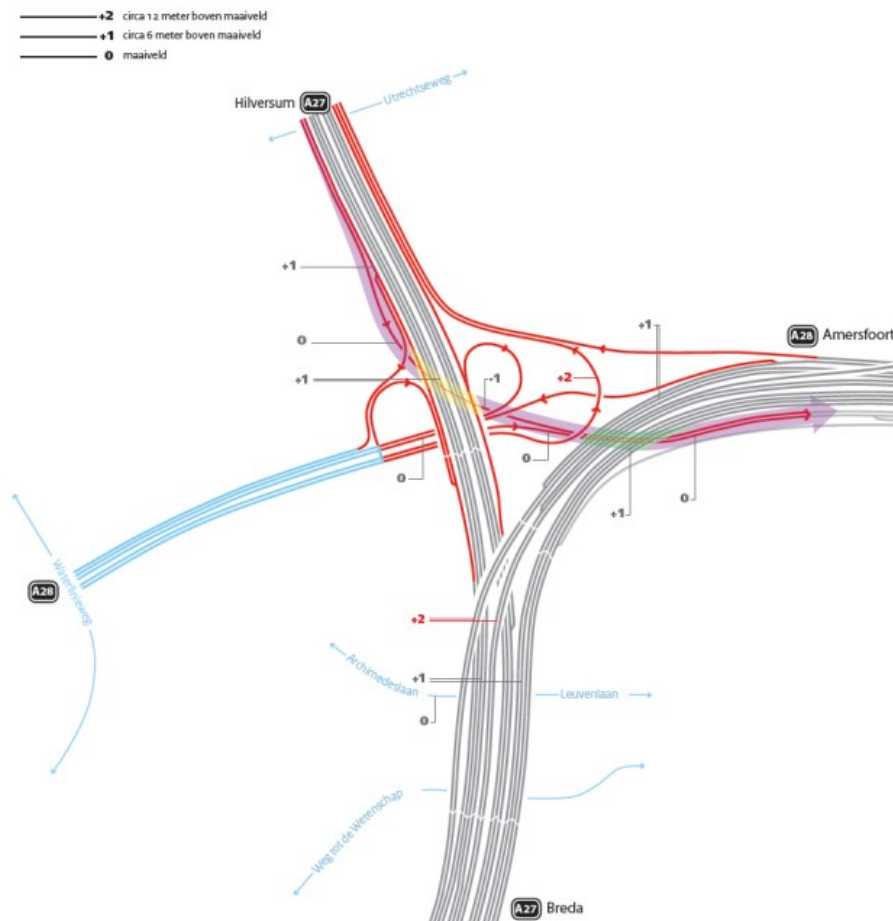 +2 circa 12 meter boven maaiveld
+1 circa 6 meter boven maaiveld
0 maaiveld
Hilversum A27
Utrechtseweg
+1
0
+1
+1
-1
+2
A28 Amersfoort
0
0
+1
0
A28
Waterlinieweg
+2
Archimedeslaan
+1
Leuvenlaan
0
Weg tot de Wetenschap
A27 Breda